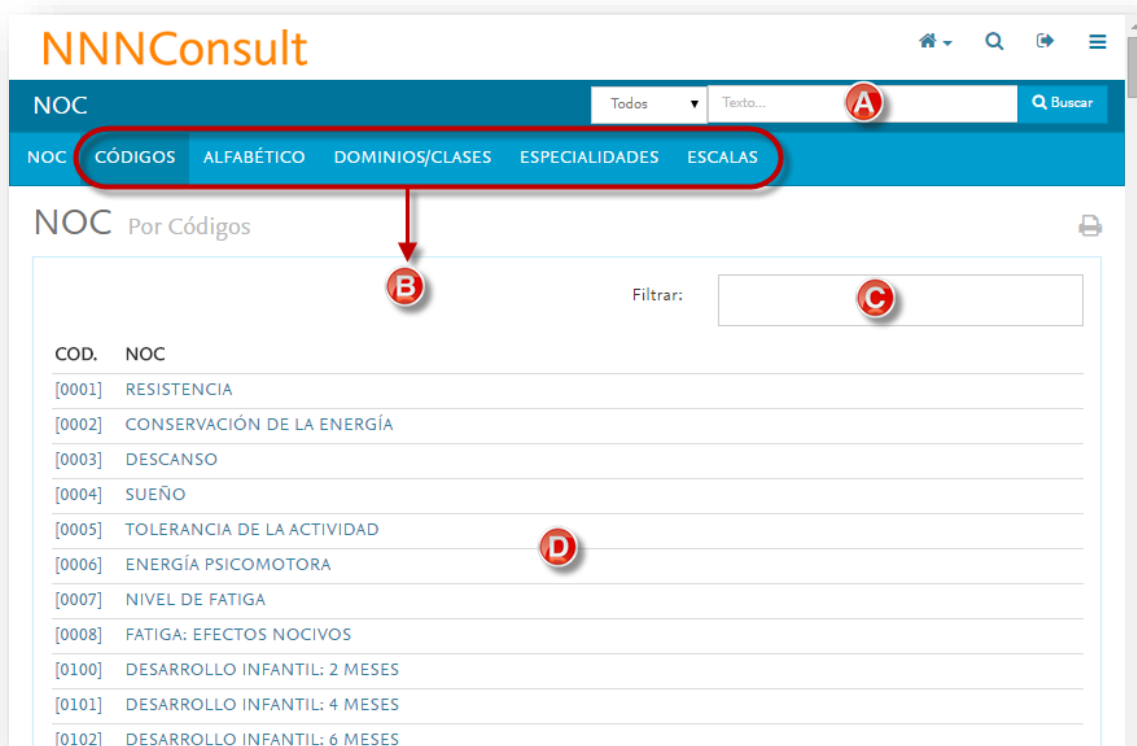 NNNConsult
NOC Todos Texto... A Buscar
NOC CÓDIGOS ALFABÉTICO DOMINIOS/CLASES ESPECIALIDADES ESCALAS
NOC Por Códigos
B Filtrar: C
COD. NOC
[0001] RESISTENCIA
[0002] CONSERVACIÓN DE LA ENERGÍA
[0003] DESCANSO
[0004] SUEÑO
[0005] TOLERANCIA DE LA ACTIVIDAD
D
[0006] ENERGÍA PSICOMOTORA
[0007] NIVEL DE FATIGA
[0008] FATIGA: EFECTOS NOCIVOS
[0100] DESARROLLO INFANTIL: 2 MESES
[0101] DESARROLLO INFANTIL: 4 MESES
[0102] DESARROLLO INFANTIL: 6 MESES